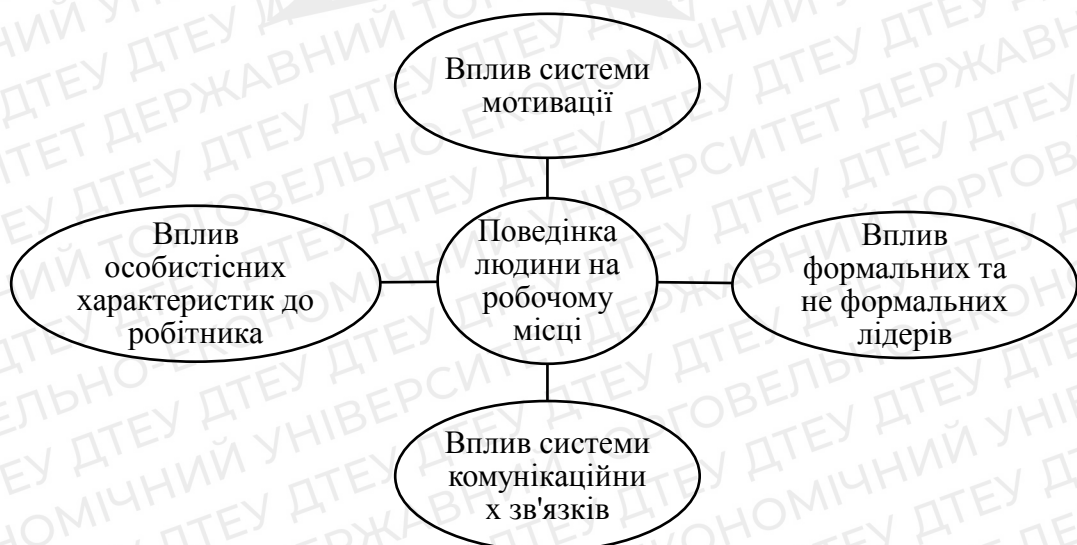 Вплив системи
мотивації
Вплив
особистісних
характеристик до
робітника
Поведінка
людини на
робочому
місці
Вплив
формальних та
не формальних
лідерів
Вплив системи
комунікаційни
х зв'язків